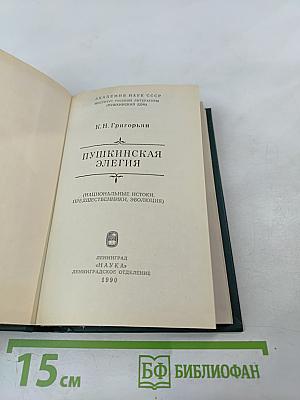 АКАДЕМИЯ НАУК СССР
ИНСТИТУТ РУССКОЙ ЛИТЕРАТУРЫ
(ПУШКИНСКИЙ ДОМ)
К. Н. Григорьян
ПУШКИНСКАЯ
ЭЛЕГИЯ
(НАЦИОНАЛЬНЫЕ ИСТОКИ,
ПРЕДШЕСТВЕННИКИ, ЭВОЛЮЦИЯ)
ЛЕНИНГРАД
«НАУКА»
ЛЕНИНГРАДСКОЕ ОТДЕЛЕНИЕ
1990
15 см
БФ БИБЛИОФАН